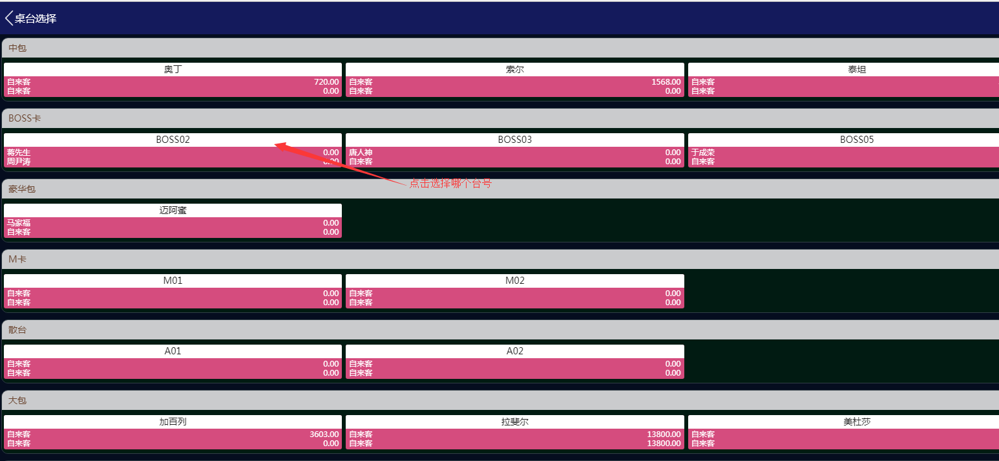 桌台选择
中包
奥丁 索尔 泰坦
自来客 720.00 自来客 1568.00 自来客
自来客 0.00 自来客 0.00 自来客
BOSS卡
BOSS02 BOSS03 BOSS05
蒋先生 0.00 唐人神 0.00 于成荣
周尹涛 0.00 自来客 0.00 自来客
点击选择哪个台号
豪华包
迈阿蜜
马家福 0.00
自来客 0.00
M卡
M01 M02
自来客 0.00 自来客 0.00
自来客 0.00 自来客 0.00
散台
A01 A02
自来客 0.00 自来客 0.00
自来客 0.00 自来客 0.00
大包
加百列 拉斐尔 美杜莎
自来客 3603.00 自来客 13800.00 自来客
自来客 0.00 自来客 13800.00 自来客